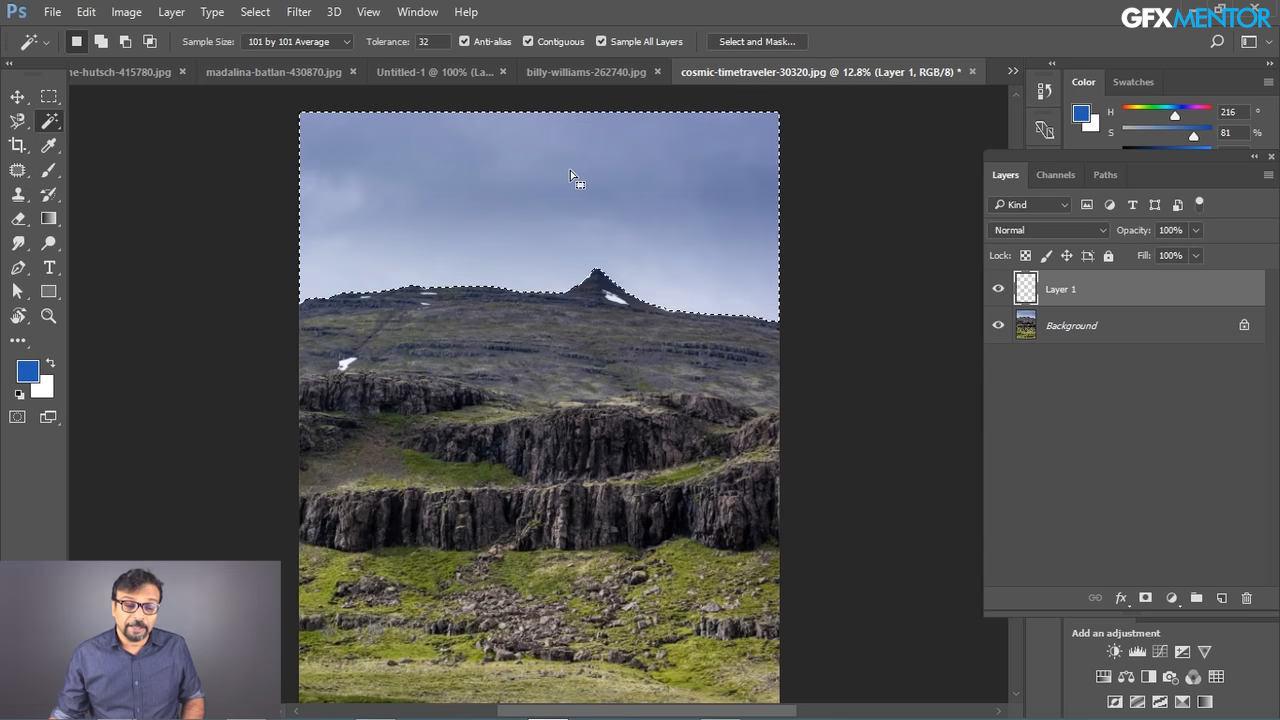 Ps File Edit Image Layer Type Select Filter 3D View Window Help
GFXMENTOR
Sample Size: 101 by 101 Average Tolerance: 32 Anti-alias Contiguous Sample All Layers Select and Mask...
ne-hutsch-415780.jpg × madalina-batlan-430870.jpg × Untitled-1 @ 100% (La... × billy-williams-262740.jpg × cosmic-timetraveler-30320.jpg @ 12.8% (Layer 1, RGB/8) * ×
Color Swatches
H 216 °
S 81 %
Layers Channels Paths
Kind
Normal Opacity: 100%
Lock: Fill: 100%
Layer 1
Background
fx
Add an adjustment